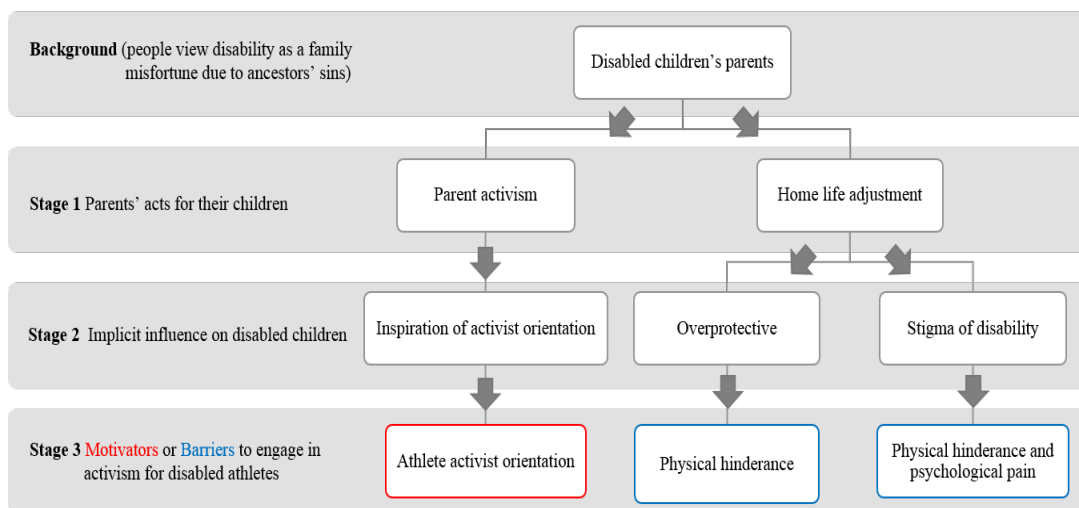 Background (people view disability as a family
misfortune due to ancestors’ sins)
Disabled children’s parents
Stage 1 Parents’ acts for their children
Parent activism
Home life adjustment
Stage 2 Implicit influence on disabled children
Inspiration of activist orientation
Overprotective
Stigma of disability
Stage 3 Motivators or Barriers to engage in
activism for disabled athletes
Athlete activist orientation
Physical hinderance
Physical hinderance and
psychological pain